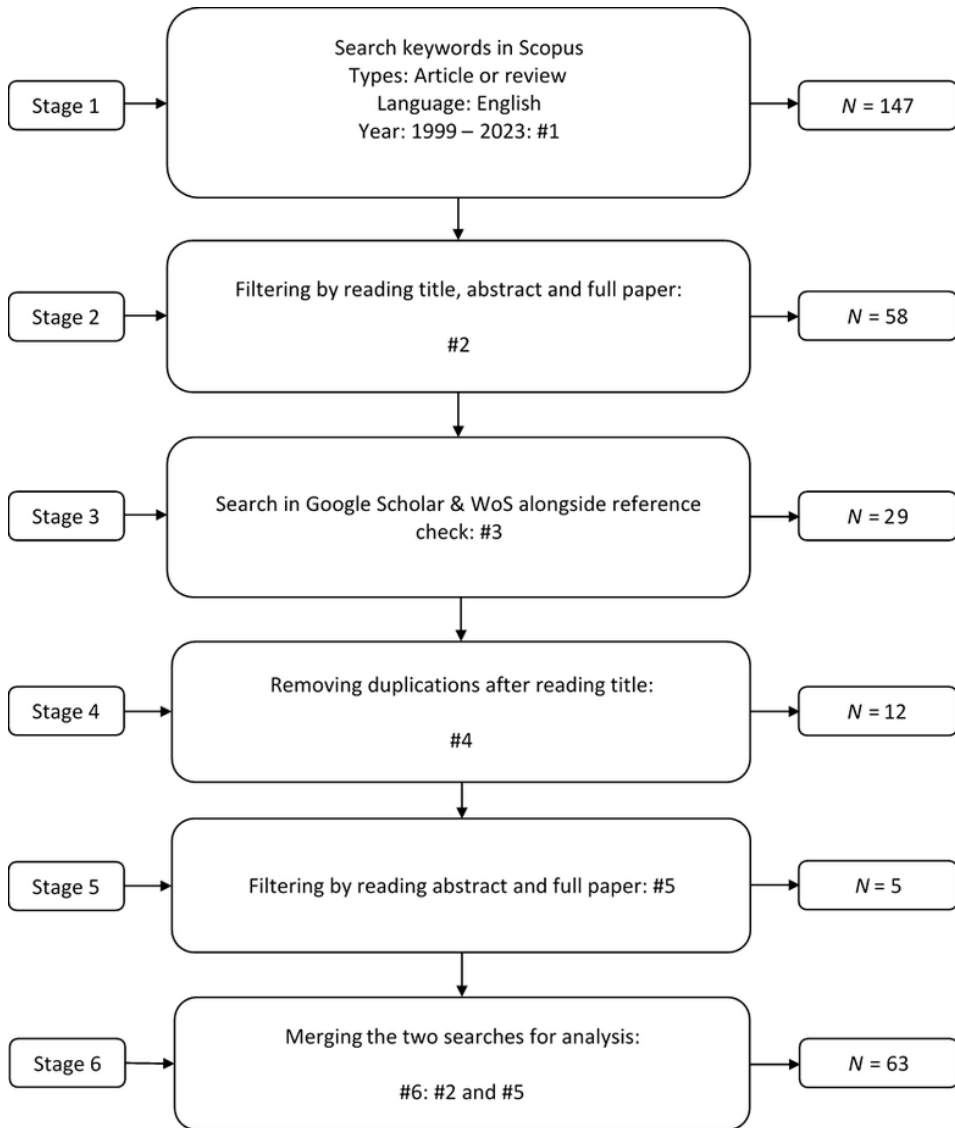 Stage 1
Search keywords in Scopus
Types: Article or review
Language: English
Year: 1999 – 2023: #1
N = 147
Stage 2
Filtering by reading title, abstract and full paper:
#2
N = 58
Stage 3
Search in Google Scholar & WoS alongside reference
check: #3
N = 29
Stage 4
Removing duplications after reading title:
#4
N = 12
Stage 5
Filtering by reading abstract and full paper: #5
N = 5
Stage 6
Merging the two searches for analysis:
#6: #2 and #5
N = 63